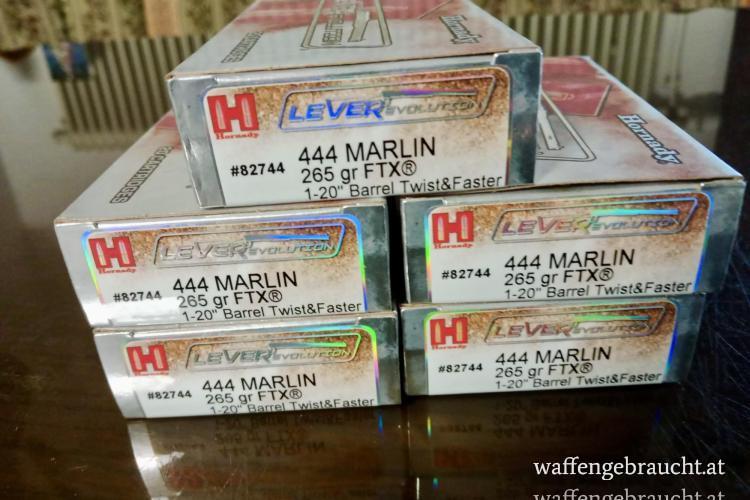 Hornady
H
Hornady
LEVERevolution
444 MARLIN
#82744
265 gr FTX®
1-20" Barrel Twist&Faster
H
Hornady
LEVERevolution
444 MARLIN
#82744
265 gr FTX®
1-20" Barrel Twist&Faster
Hornady
H
Hornady
LEVERevolution
444 MARLIN
#82744
265 gr FTX®
1-20" Barrel Twist&Faster
H
Hornady
LEVERevolution
444 MARLIN
#82744
265 gr FTX®
1-20" Barrel Twist&Faster
H
Hornady
LEVERevolution
444 MARLIN
#82744
265 gr FTX®
1-20" Barrel Twist&Faster
waffengebraucht.at